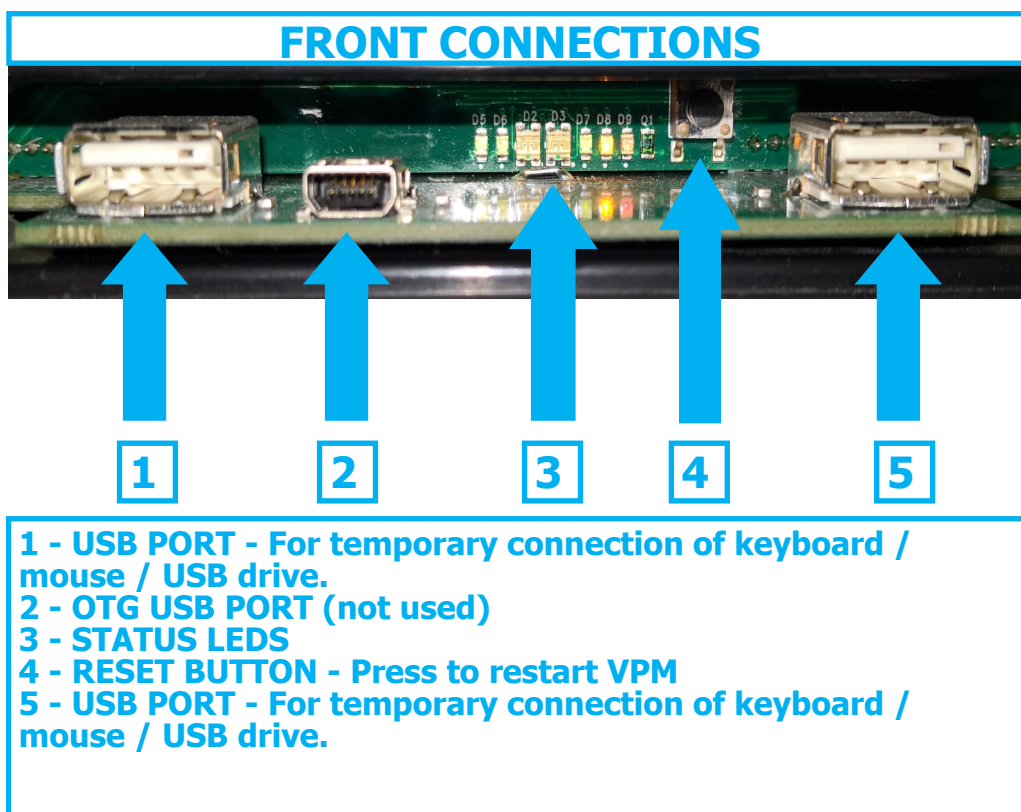 FRONT CONNECTIONS
D5 D6 D2 D3 D7 D8 D9 Q1
1 2 3 4 5
1 - USB PORT - For temporary connection of keyboard /
mouse / USB drive.
2 - OTG USB PORT (not used)
3 - STATUS LEDS
4 - RESET BUTTON - Press to restart VPM
5 - USB PORT - For temporary connection of keyboard /
mouse / USB drive.